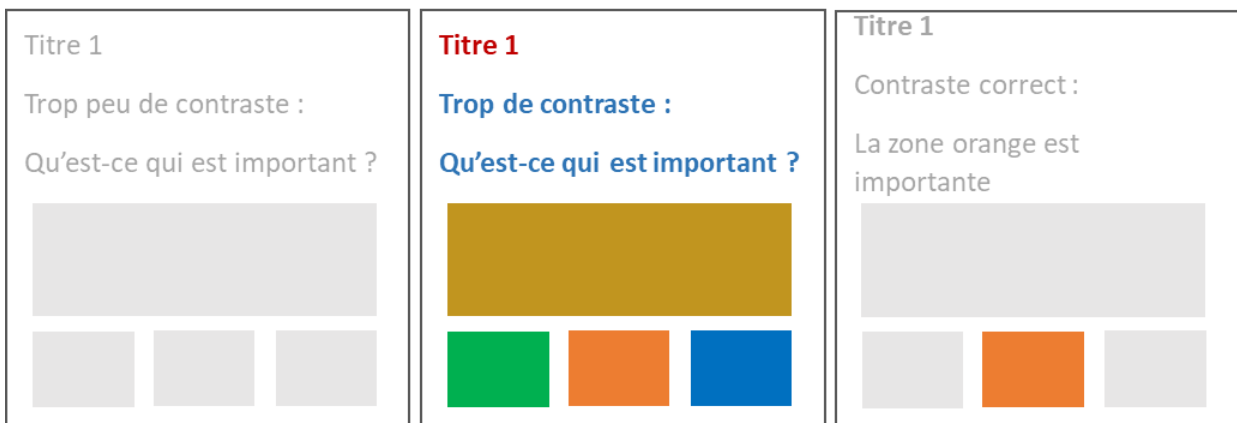 Titre 1
Trop peu de contraste :
Qu'est-ce qui est important ?
Titre 1
Trop de contraste :
Qu'est-ce qui est important ?
Titre 1
Contraste correct :
La zone orange est
importante